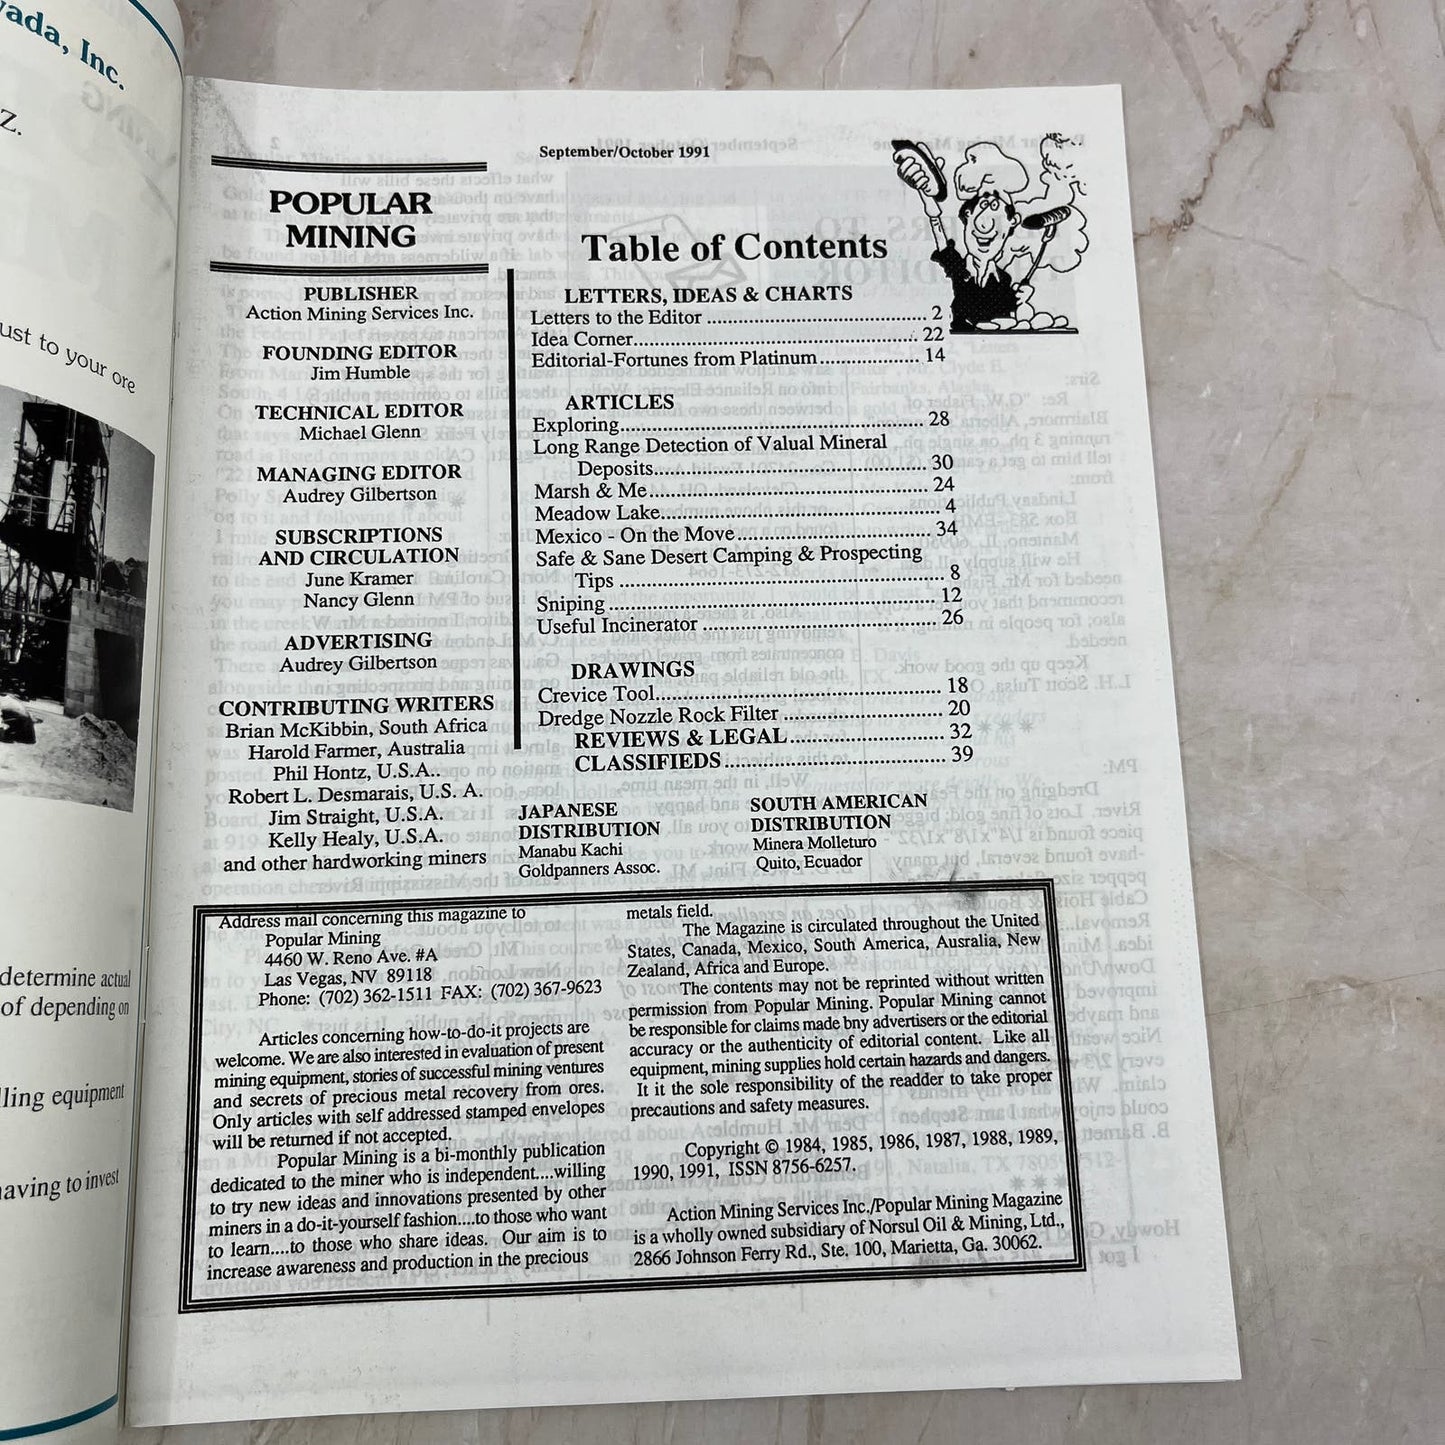 vada, Inc.
Z.
ust to your ore
determine actual
of depending on
lling equipment
having to invest
September/October 1991
POPULAR
MINING
PUBLISHER
Action Mining Services Inc.
FOUNDING EDITOR
Jim Humble
TECHNICAL EDITOR
Michael Glenn
MANAGING EDITOR
Audrey Gilbertson
SUBSCRIPTIONS
AND CIRCULATION
June Kramer
Nancy Glenn
ADVERTISING
Audrey Gilbertson
CONTRIBUTING WRITERS
Brian McKibbin, South Africa
Harold Farmer, Australia
Phil Hontz, U.S.A..
Robert L. Desmarais, U.S. A.
Jim Straight, U.S.A.
Kelly Healy, U.S.A.
and other hardworking miners
Table of Contents
LETTERS, IDEAS & CHARTS
Letters to the Editor ........................................ 2
Idea Corner.................................................... 22
Editorial-Fortunes from Platinum ................... 14
ARTICLES
Exploring....................................................... 28
Long Range Detection of Valual Mineral
Deposits..................................................... 30
Marsh & Me................................................... 24
Meadow Lake................................................. 4
Mexico - On the Move.................................... 34
Safe & Sane Desert Camping & Prospecting
Tips ............................................................ 8
Sniping .......................................................... 12
Useful Incinerator .......................................... 26
DRAWINGS
Crevice Tool................................................... 18
Dredge Nozzle Rock Filter ............................. 20
REVIEWS & LEGAL............................ 32
CLASSIFIEDS ........................................ 39
JAPANESE
DISTRIBUTION
Manabu Kachi
Goldpanners Assoc.
SOUTH AMERICAN
DISTRIBUTION
Minera Molleturo
Quito, Ecuador
Address mail concerning this magazine to
Popular Mining
4460 W. Reno Ave. #A
Las Vegas, NV 89118
Phone: (702) 362-1511 FAX: (702) 367-9623
Articles concerning how-to-do-it projects are
welcome. We are also interested in evaluation of present
mining equipment, stories of successful mining ventures
and secrets of precious metal recovery from ores.
Only articles with self addressed stamped envelopes
will be returned if not accepted.
Popular Mining is a bi-monthly publication
dedicated to the miner who is independent....willing
to try new ideas and innovations presented by other
miners in a do-it-yourself fashion....to those who want
to learn....to those who share ideas. Our aim is to
increase awareness and production in the precious
metals field.
The Magazine is circulated throughout the United
States, Canada, Mexico, South America, Ausralia, New
Zealand, Africa and Europe.
The contents may not be reprinted without written
permission from Popular Mining. Popular Mining cannot
be responsible for claims made bny advertisers or the editorial
accuracy or the authenticity of editorial content. Like all
equipment, mining supplies hold certain hazards and dangers.
It it the sole responsibility of the readder to take proper
precautions and safety measures.
Copyright © 1984, 1985, 1986, 1987, 1988, 1989,
1990, 1991, ISSN 8756-6257.
Action Mining Services Inc./Popular Mining Magazine
is a wholly owned subsidiary of Norsul Oil & Mining, Ltd.,
2866 Johnson Ferry Rd., Ste. 100, Marietta, Ga. 30062.